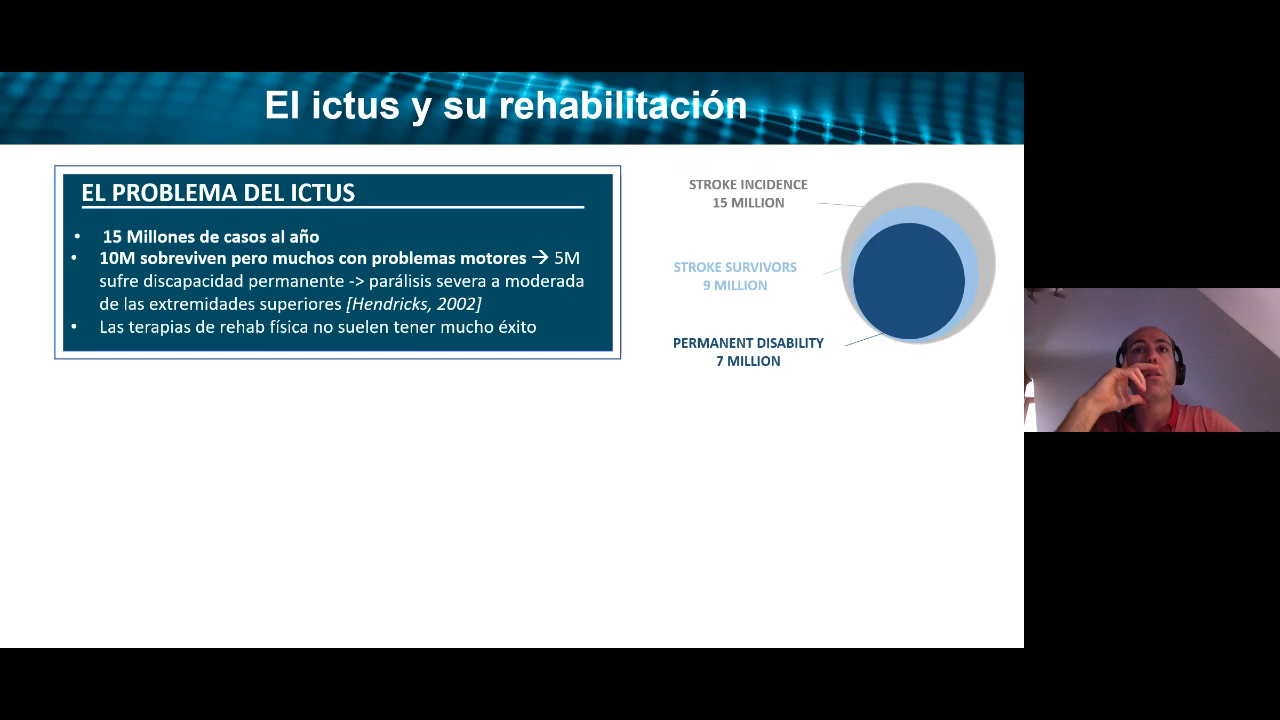 El ictus y su rehabilitación
EL PROBLEMA DEL ICTUS
• 15 Millones de casos al año
• 10M sobreviven pero muchos con problemas motores → 5M
sufre discapacidad permanente -> parálisis severa a moderada
de las extremidades superiores [Hendricks, 2002]
• Las terapias de rehab física no suelen tener mucho éxito
STROKE INCIDENCE
15 MILLION
STROKE SURVIVORS
9 MILLION
PERMANENT DISABILITY
7 MILLION